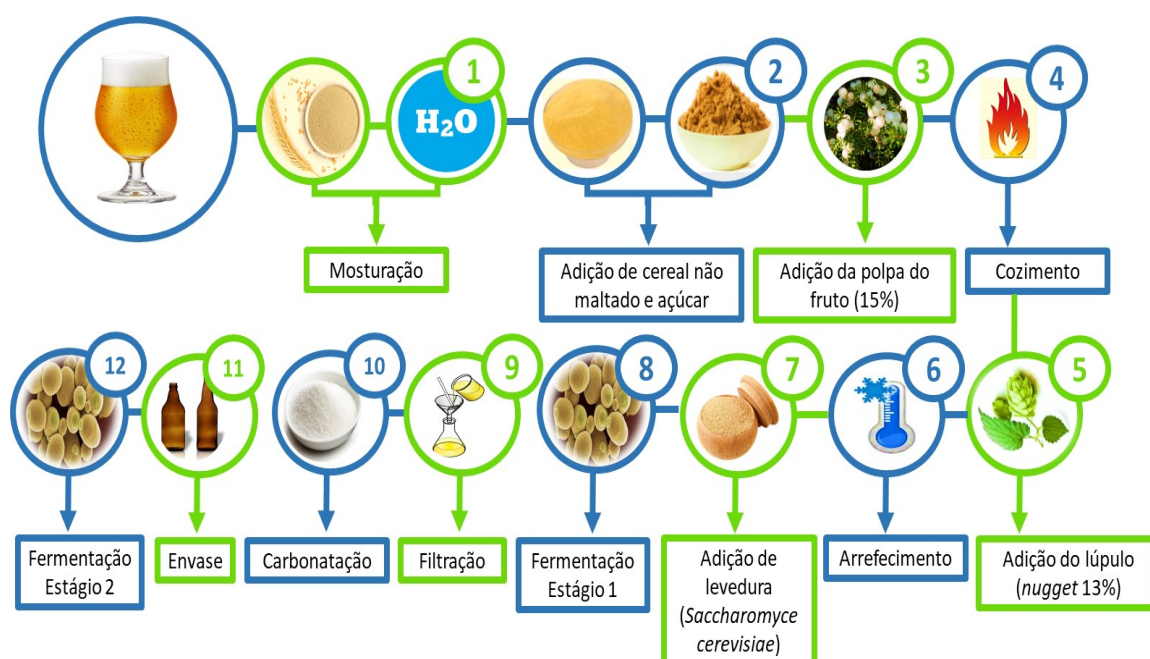 1
H₂O
2
3
4
Mosturação
Adição de cereal não
maltado e açúcar
Adição da polpa do
fruto (15%)
Cozimento
12
11
10
9
8
7
6
5
Fermentação
Estágio 2
Envase
Carbonatação
Filtração
Fermentação
Estágio 1
Adição de
levedura
(Saccharomyce
cerevisiae)
Arrefecimento
Adição do lúpulo
(nugget 13%)